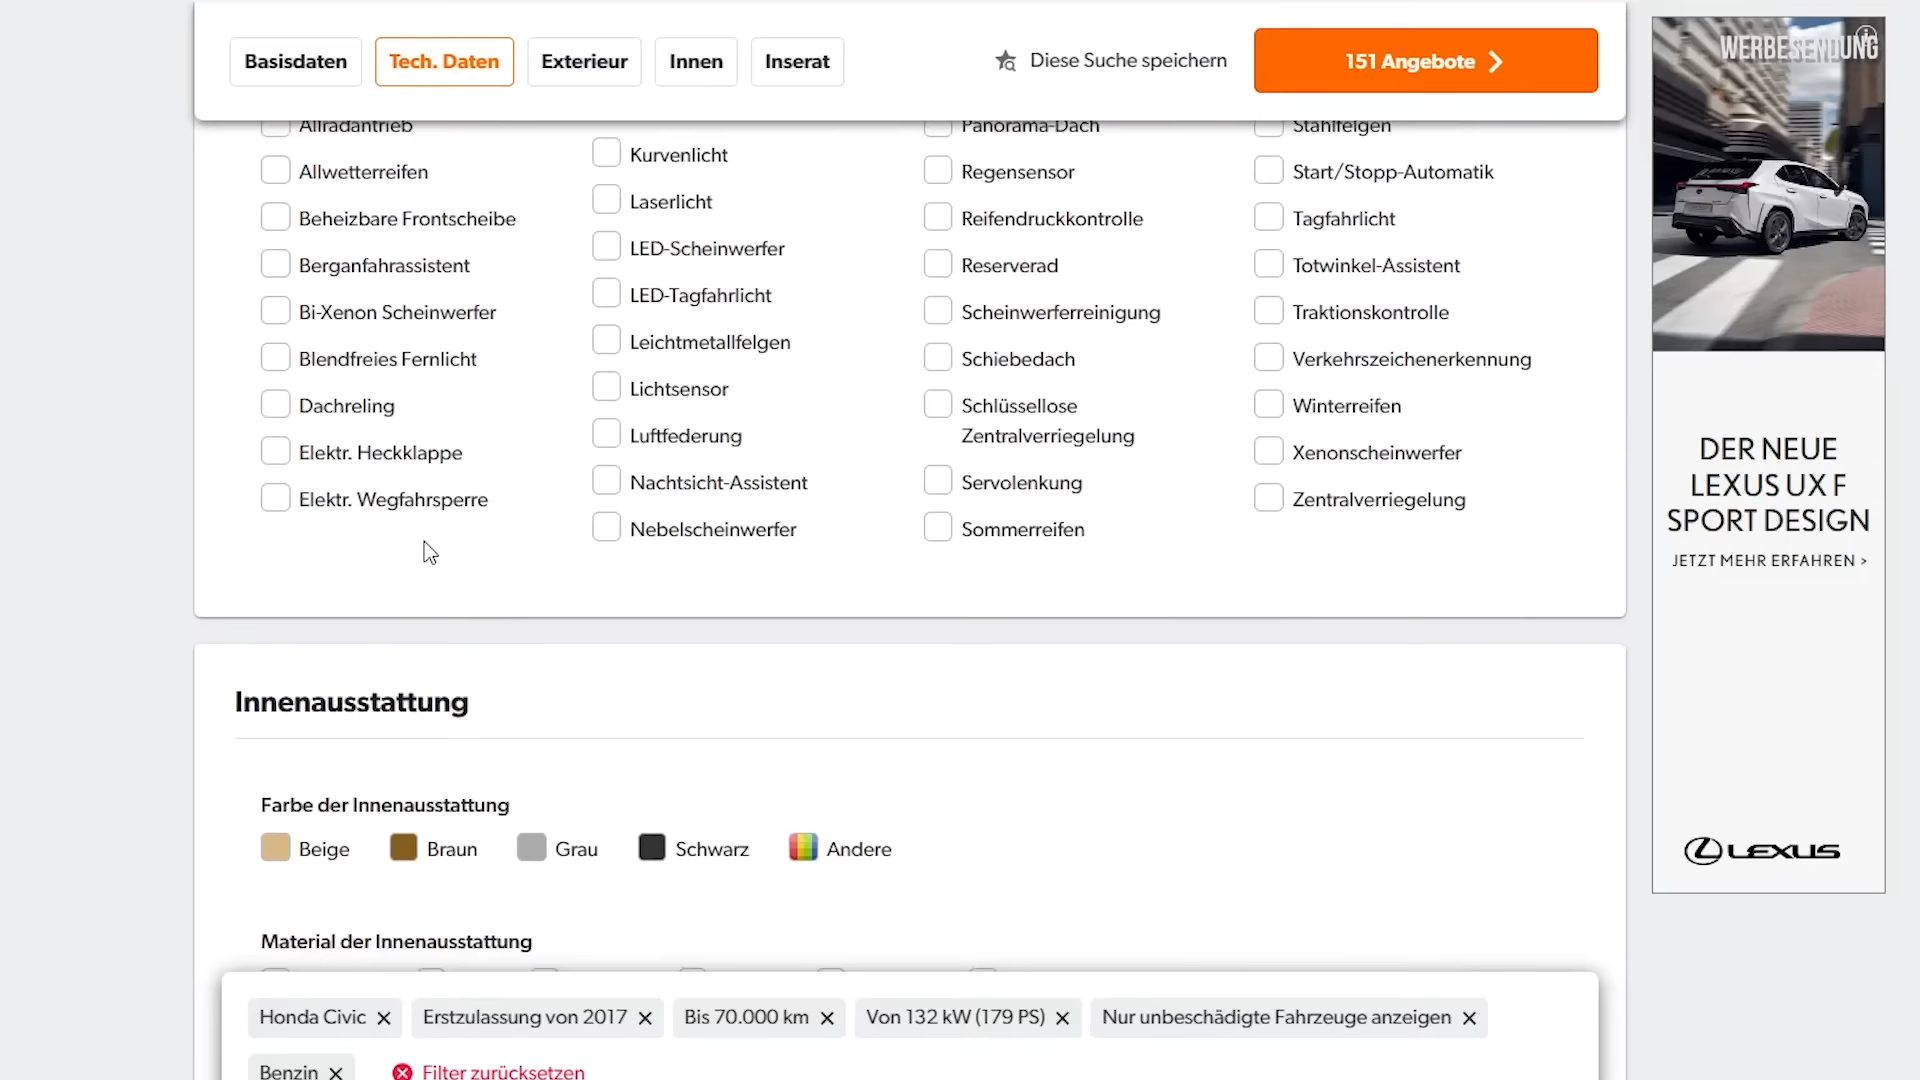 Basisdaten
Tech. Daten
Exterieur
Innen
Inserat
Diese Suche speichern
151 Angebote
Allradantrieb
Allwetterreifen
Beheizbare Frontscheibe
Berganfahrassistent
Bi-Xenon Scheinwerfer
Blendfreies Fernlicht
Dachreling
Elektr. Heckklappe
Elektr. Wegfahrsperre
Kurvenlicht
Laserlicht
LED-Scheinwerfer
LED-Tagfahrlicht
Leichtmetallfelgen
Lichtsensor
Luftfederung
Nachtsicht-Assistent
Nebelscheinwerfer
Panorama-Dach
Regensensor
Reifendruckkontrolle
Reserverad
Scheinwerferreinigung
Schiebedach
Schlüssellose
Zentralverriegelung
Servolenkung
Sommerreifen
Stahlfelgen
Start/Stopp-Automatik
Tagfahrlicht
Totwinkel-Assistent
Traktionskontrolle
Verkehrszeichenerkennung
Winterreifen
Xenonscheinwerfer
Zentralverriegelung
Innenausstattung
Farbe der Innenausstattung
Beige
Braun
Grau
Schwarz
Andere
Material der Innenausstattung
Honda Civic
Erstzulassung von 2017
Bis 70.000 km
Von 132 kW (179 PS)
Nur unbeschädigte Fahrzeuge anzeigen
Benzin
Filter zurücksetzen
WERBESENDUNG
DER NEUE
LEXUS UX F
SPORT DESIGN
JETZT MEHR ERFAHREN >
LEXUS